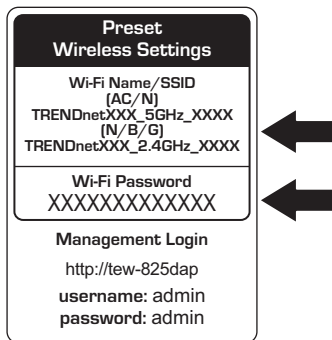 Preset
Wireless Settings
Wi-Fi Name/SSID
(AC/N)
TRENDnetXXX_5GHz_XXXX
(N/B/G)
TRENDnetXXX_2.4GHz_XXXX
Wi-Fi Password
XXXXXXXXXXXXX
Management Login
http://tew-825dap
username: admin
password: admin